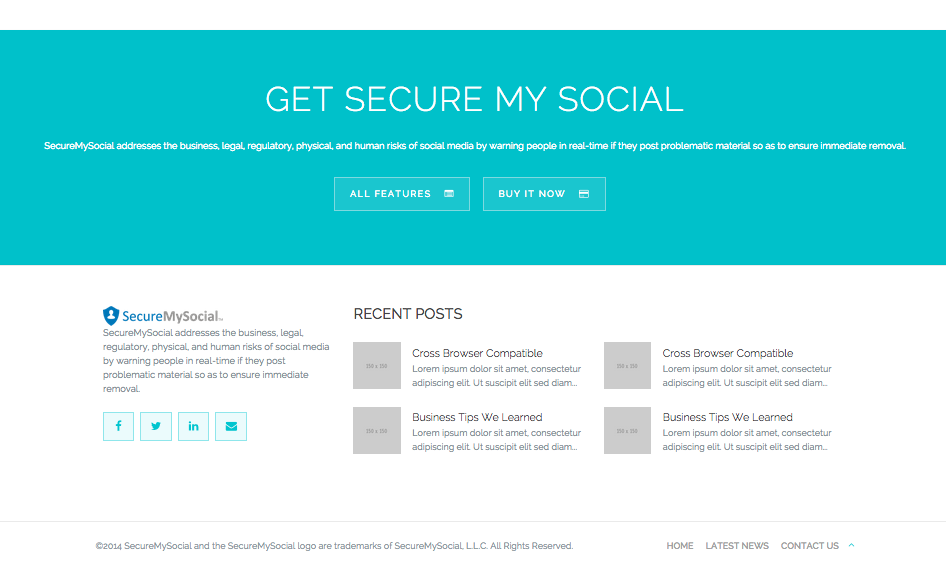 GET SECURE MY SOCIAL
SecureMySocial addresses the business, legal, regulatory, physical, and human risks of social media by warning people in real-time if they post problematic material so as to ensure immediate removal.
ALL FEATURES
BUY IT NOW
SecureMySocial
SecureMySocial addresses the business, legal,
regulatory, physical, and human risks of social media
by warning people in real-time if they post
problematic material so as to ensure immediate
removal.
RECENT POSTS
150 x 150
Cross Browser Compatible
Lorem ipsum dolor sit amet, consectetur
adipiscing elit. Ut suscipit elit sed diam...
150 x 150
Cross Browser Compatible
Lorem ipsum dolor sit amet, consectetur
adipiscing elit. Ut suscipit elit sed diam...
150 x 150
Business Tips We Learned
Lorem ipsum dolor sit amet, consectetur
adipiscing elit. Ut suscipit elit sed diam...
150 x 150
Business Tips We Learned
Lorem ipsum dolor sit amet, consectetur
adipiscing elit. Ut suscipit elit sed diam...
©2014 SecureMySocial and the SecureMySocial logo are trademarks of SecureMySocial, L.L.C. All Rights Reserved.
HOME LATEST NEWS CONTACT US